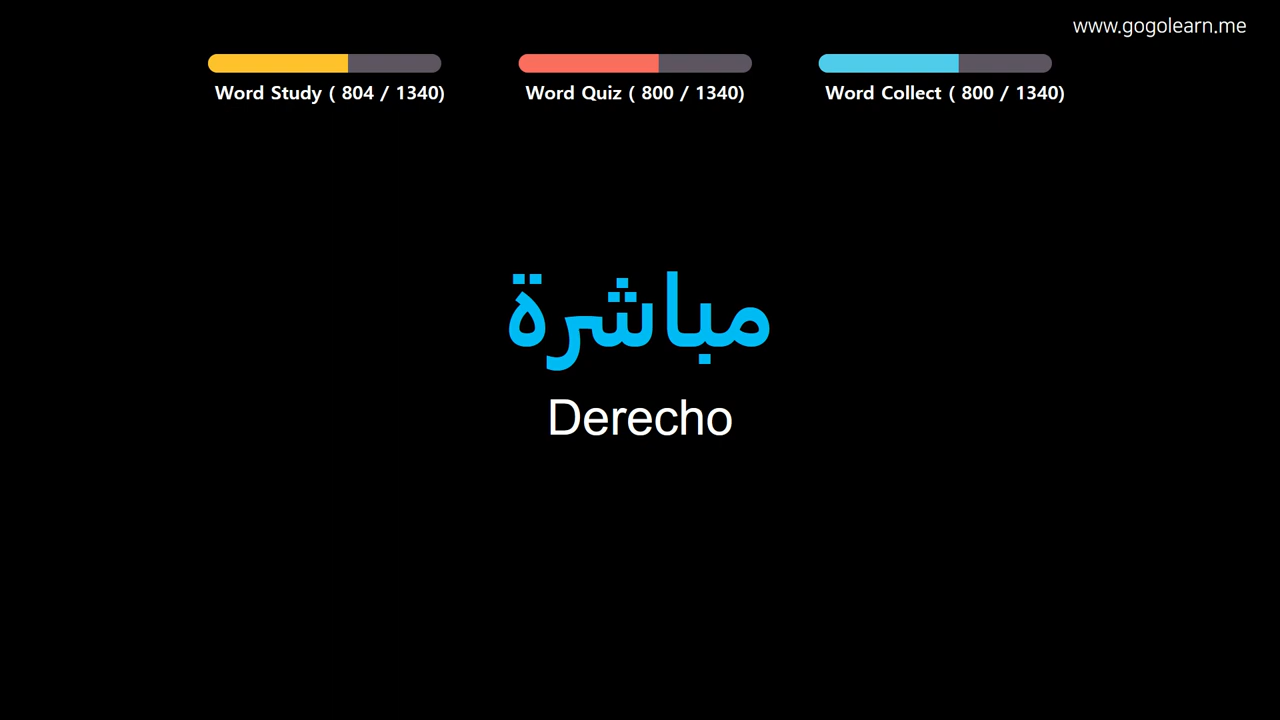 www.gogolearn.me
Word Study ( 804 / 1340)
Word Quiz ( 800 / 1340)
Word Collect ( 800 / 1340)
مباشرة
Derecho